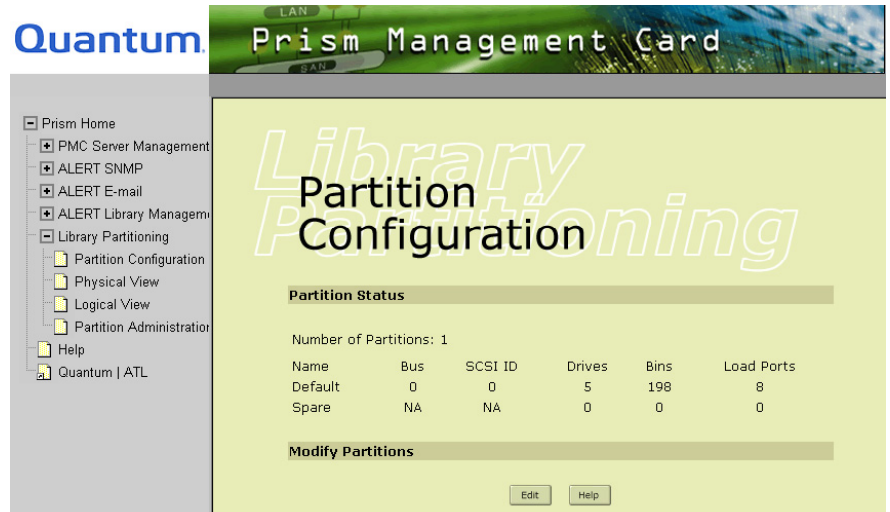 Quantum.
LAN
Prism Management Card
SAN
Prism Home
PMC Server Management
ALERT SNMP
ALERT E-mail
ALERT Library Managem
Library Partitioning
Partition Configuration
Physical View
Logical View
Partition Administration
Help
Quantum | ATL
Library
Partitioning
Partition
Configuration
Partition Status
Number of Partitions: 1
Name Bus SCSI ID Drives Bins Load Ports
Default 0 0 5 198 8
Spare NA NA 0 0 0
Modify Partitions
Edit Help